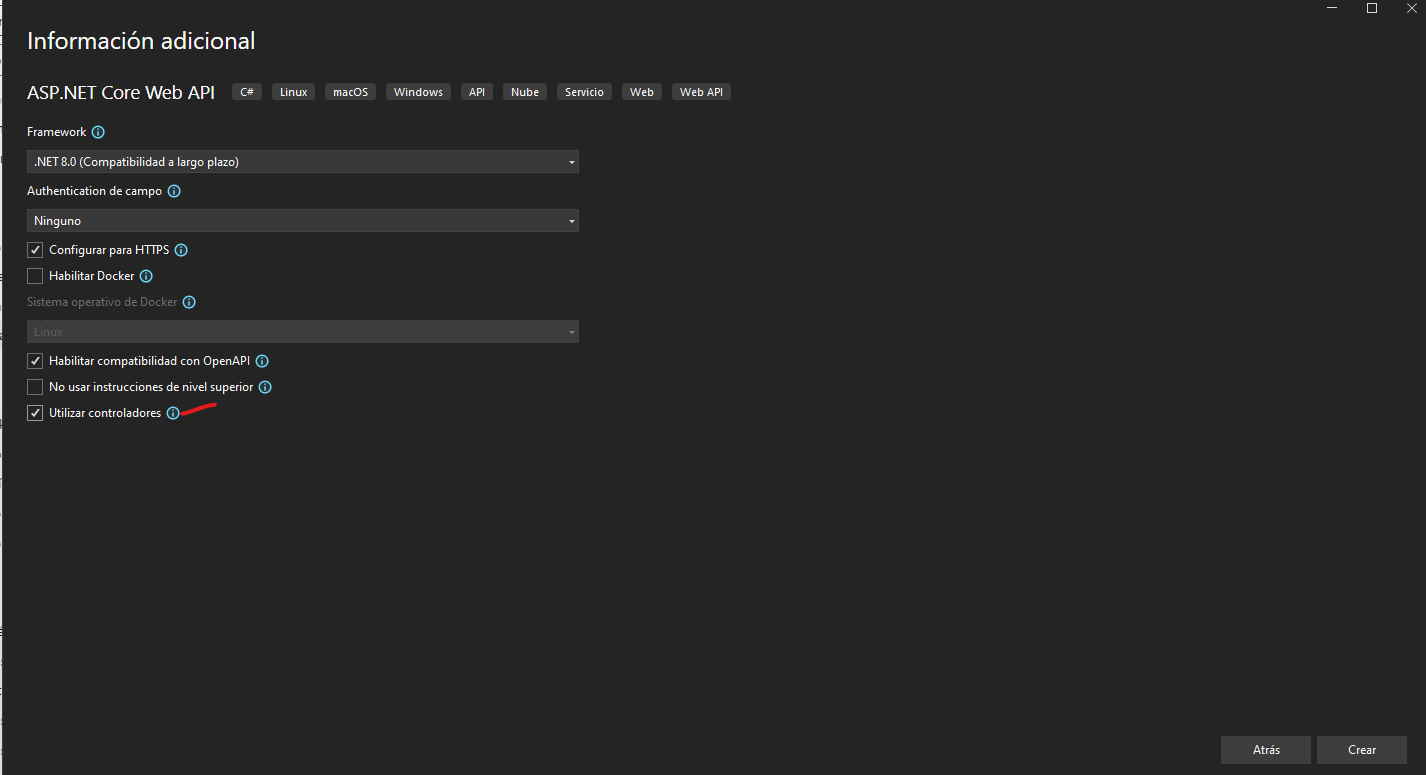 Información adicional
ASP.NET Core Web API C# Linux macOS Windows API Nube Servicio Web Web API
Framework
.NET 8.0 (Compatibilidad a largo plazo)
Authentication de campo
Ninguno
Configurar para HTTPS
Habilitar Docker
Sistema operativo de Docker
Linux
Habilitar compatibilidad con OpenAPI
No usar instrucciones de nivel superior
Utilizar controladores
Atrás Crear